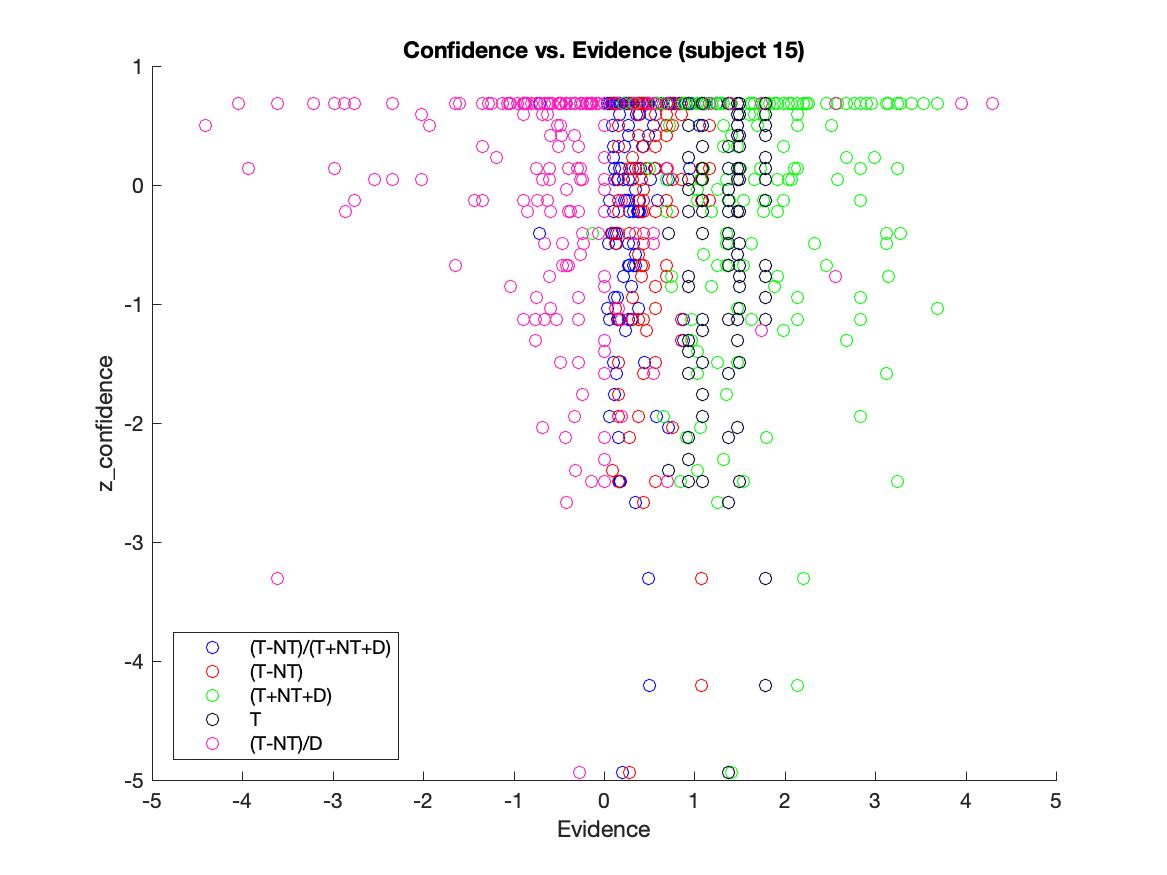 Confidence vs. Evidence (subject 15)
1
0
-1
-2
-3
-4
-5
z_confidence
(T-NT)/(T+NT+D)
(T-NT)
(T+NT+D)
T
(T-NT)/D
-5 -4 -3 -2 -1 0 1 2 3 4 5
Evidence